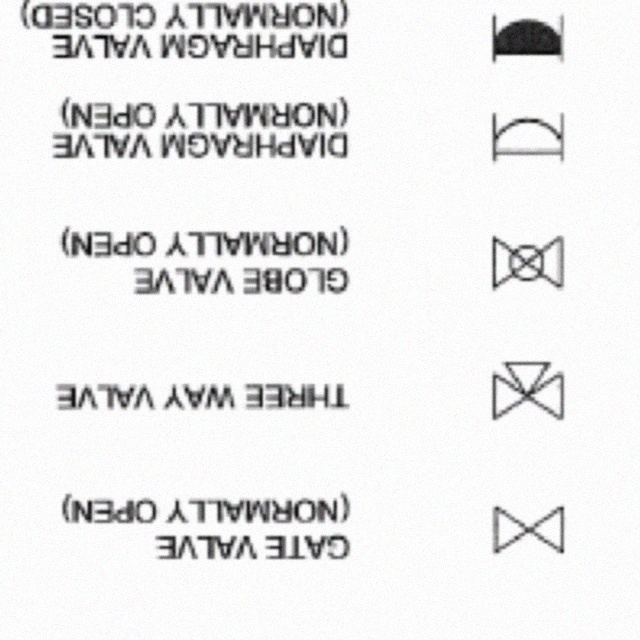 GATE VALVE
(NORMALLY OPEN)
THREE WAY VALVE
GLOBE VALVE
(NORMALLY OPEN)
DIAPHRAGM VALVE
(NORMALLY OPEN)
DIAPHRAGM VALVE
(NORMALLY CLOSED)